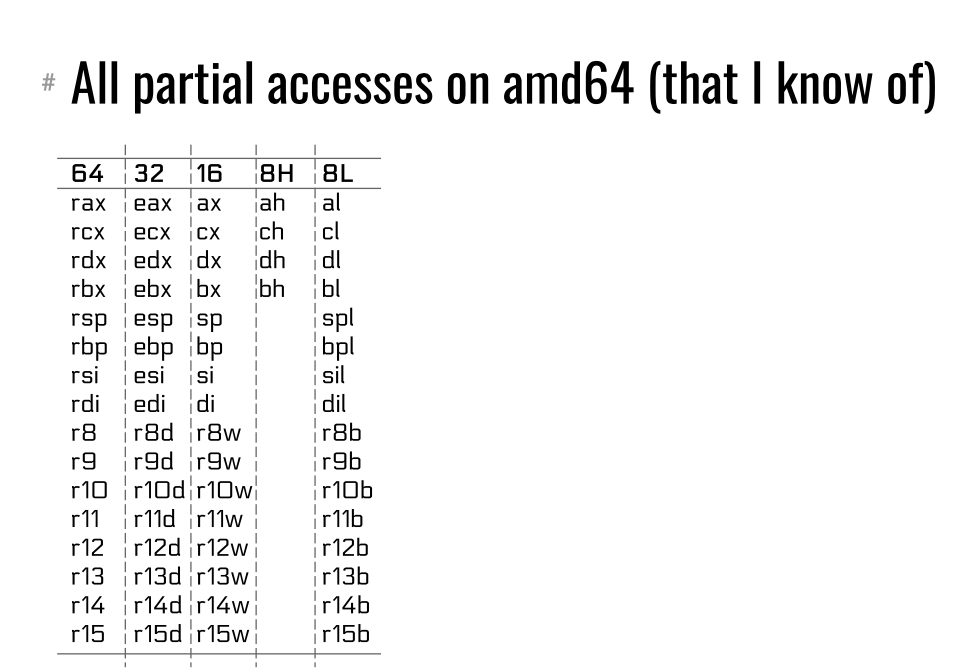 # All partial accesses on amd64 (that I know of)
64 32 16 8H 8L
rax eax ax ah al
rcx ecx cx ch cl
rdx edx dx dh dl
rbx ebx bx bh bl
rsp esp sp spl
rbp ebp bp bpl
rsi esi si sil
rdi edi di dil
r8 r8d r8w r8b
r9 r9d r9w r9b
r10 r10d r10w r10b
r11 r11d r11w r11b
r12 r12d r12w r12b
r13 r13d r13w r13b
r14 r14d r14w r14b
r15 r15d r15w r15b